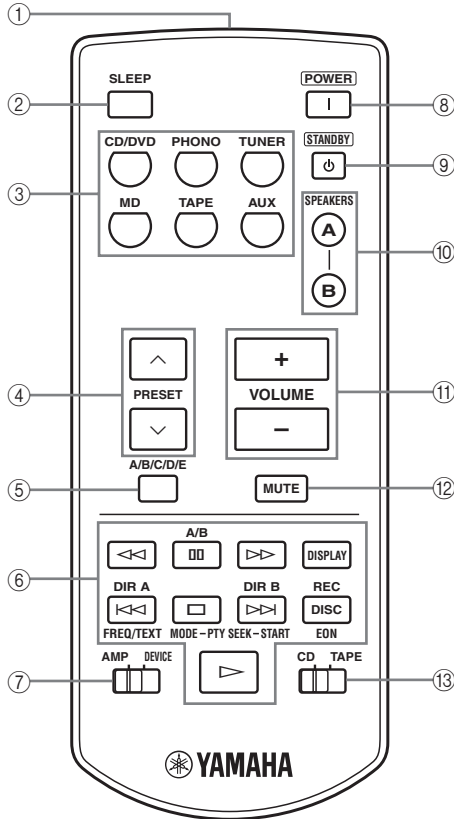 ①
SLEEP
POWER
②
⑧
CD/DVD PHONO TUNER
STANDBY
③
⑨
MD TAPE AUX
SPEAKERS
A
⑩
B
④
PRESET
+
VOLUME
−
⑪
A/B/C/D/E
⑤
MUTE
⑫
A/B
⑥
DISPLAY
DIR A DIR B REC
DISC
FREQ/TEXT MODE–PTY SEEK–START EON
AMP DEVICE
CD TAPE
⑦
⑬
YAMAHA